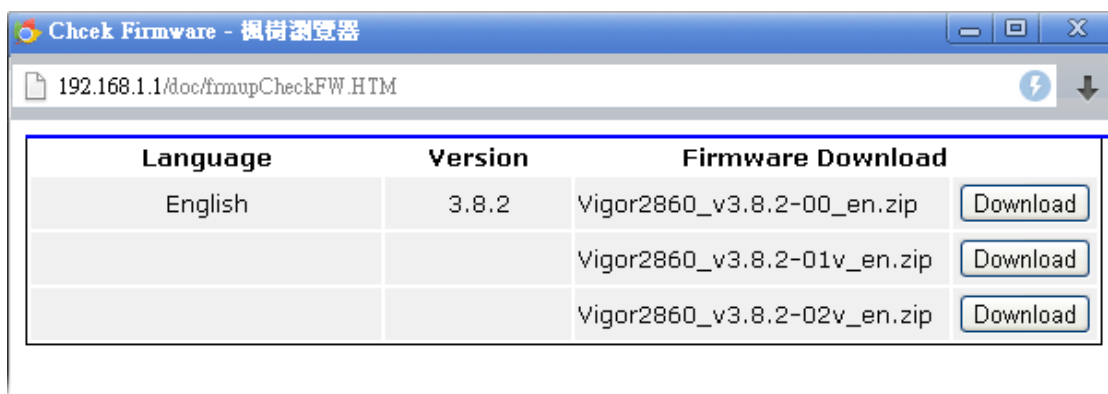 Chcek Firmware - 楓樹瀏覽器
192.168.1.1/doc/frmupCheckFW.HTM
Language Version Firmware Download
English 3.8.2 Vigor2860_v3.8.2-00_en.zip Download
Vigor2860_v3.8.2-01v_en.zip Download
Vigor2860_v3.8.2-02v_en.zip Download